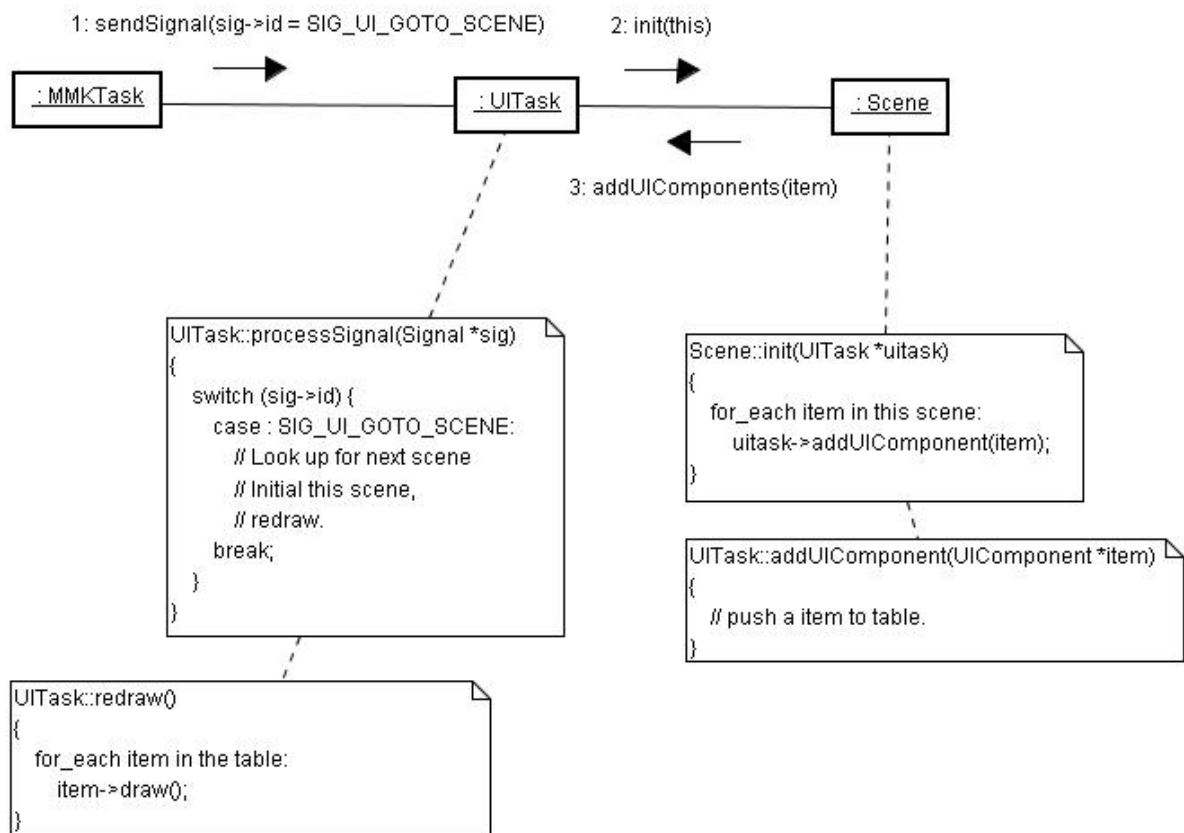 1: sendSignal(sig->id = SIG_UI_GOTO_SCENE)
2: init(this)
: MMKTask
: UITask
: Scene
3: addUIComponents(item)
UITask::processSignal(Signal *sig)
{
switch (sig->id) {
case : SIG_UI_GOTO_SCENE:
// Look up for next scene
// Initial this scene,
// redraw.
break;
}
}
Scene::init(UITask *uitask)
{
for_each item in this scene:
uitask->addUIComponent(item);
}
UITask::addUIComponent(UIComponent *item)
{
// push a item to table.
}
UITask::redraw()
{
for_each item in the table:
item->draw();
}